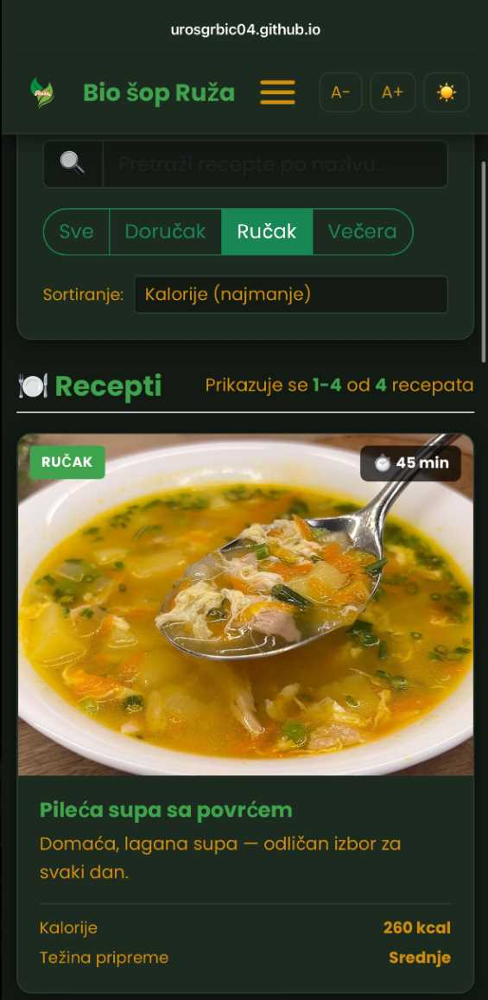 urosgrbic04.github.io
Bio šop Ruža
A-
A+
Pretraži recepte po nazivu...
Sve
Doručak
Ručak
Večera
Sortiranje: Kalorije (najmanje)
Recepti
Prikazuje se 1-4 od 4 recepata
RUČAK
45 min
Pileća supa sa povrćem
Domaća, lagana supa — odličan izbor za
svaki dan.
Kalorije 260 kcal
Težina pripreme Srednje